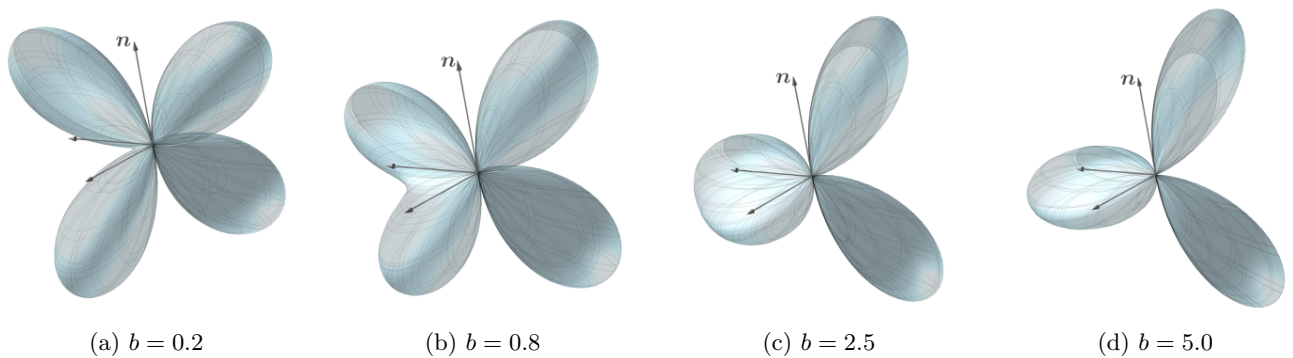 n
n
n
n
(a) b = 0.2
(b) b = 0.8
(c) b = 2.5
(d) b = 5.0